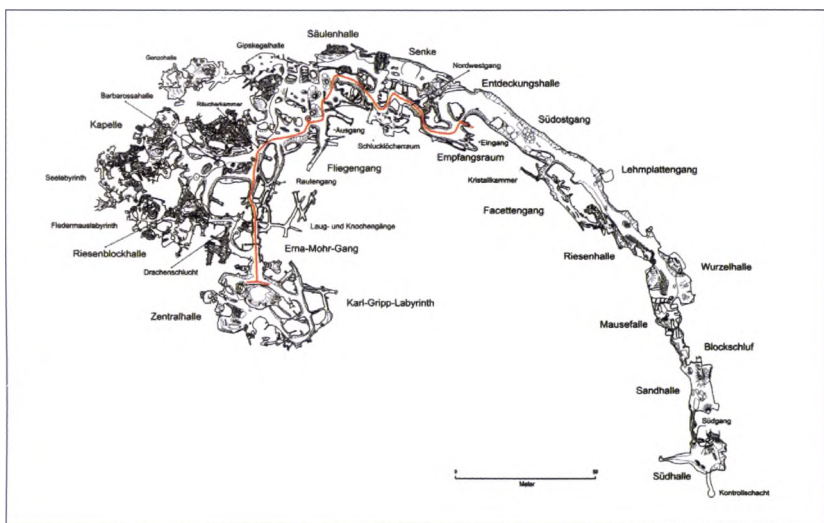 Säulenhalle
Gipskegelhalle
Senke
Nordwestgang
Entdeckungshalle
Barbarossahalle
Räucherkammer
Kapelle
Ausgang
Eingang
Südostgang
Schlucklöcherraum
Empfangsraum
Fliegengang
Lehmplattengang
Kristallkammer
Seelabyrinth
Raulengang
Facettengang
Fledermauslabyrinth
Laug- und Knochengänge
Riesenblockhalle
Erna-Mohr-Gang
Riesenhalle
Wurzelhalle
Drachenschlucht
Karl-Gripp-Labyrinth
Zentralhalle
Mausefalle
Blockschluf
Sandhalle
Südgang
0
Meter
Südhalle
Kontrollschacht